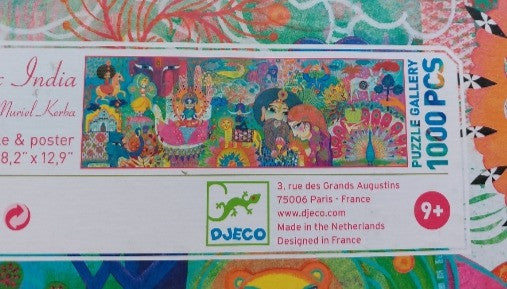 India
Muriel Kerba
& poster
8,2" x 12,9"
PUZZLE GALLERY
1000 PCS
DJECO
3, rue des Grands Augustins
75006 Paris - France
www.djeco.com
Made in the Netherlands
Designed in France
9+